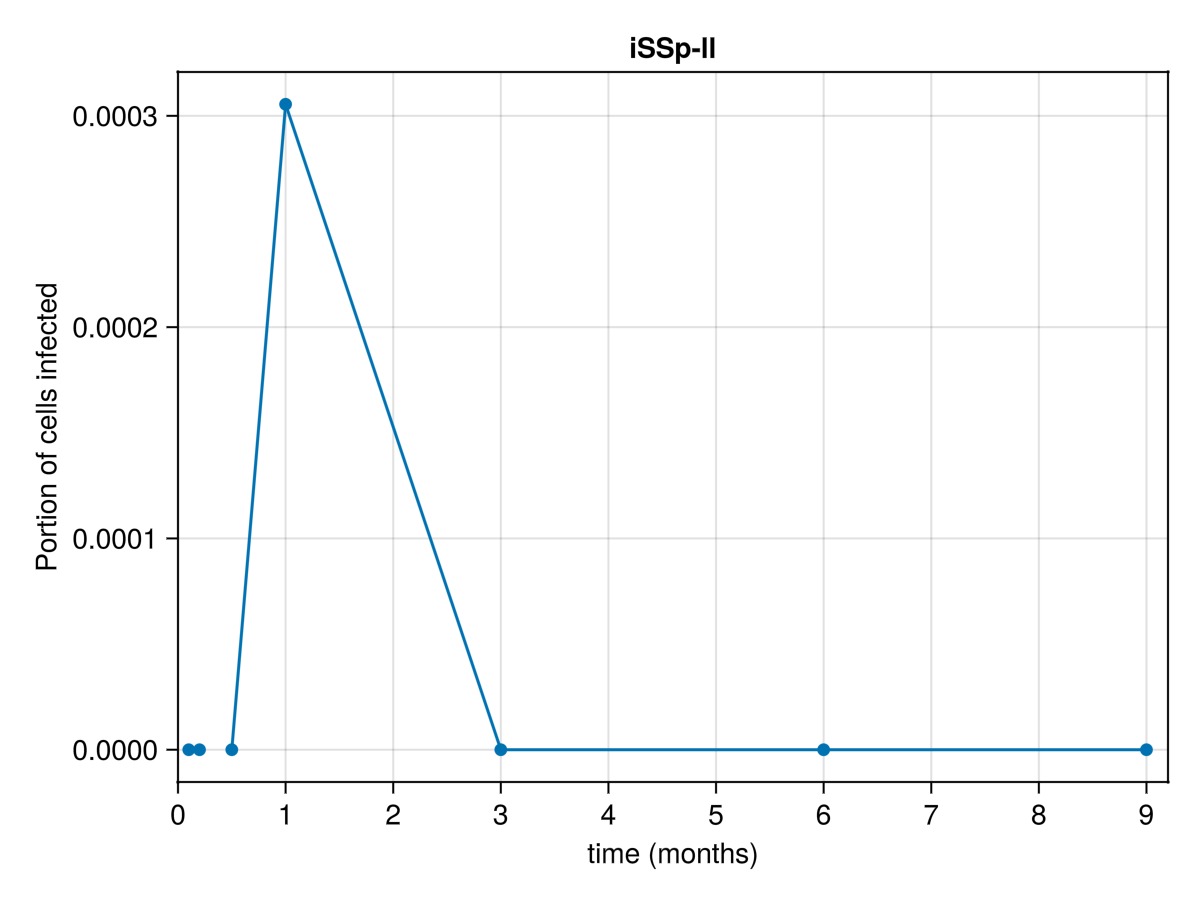 iSSp-II
0.0003
0.0002
0.0001
0.0000
Portion of cells infected
0 1 2 3 4 5 6 7 8 9
time (months)